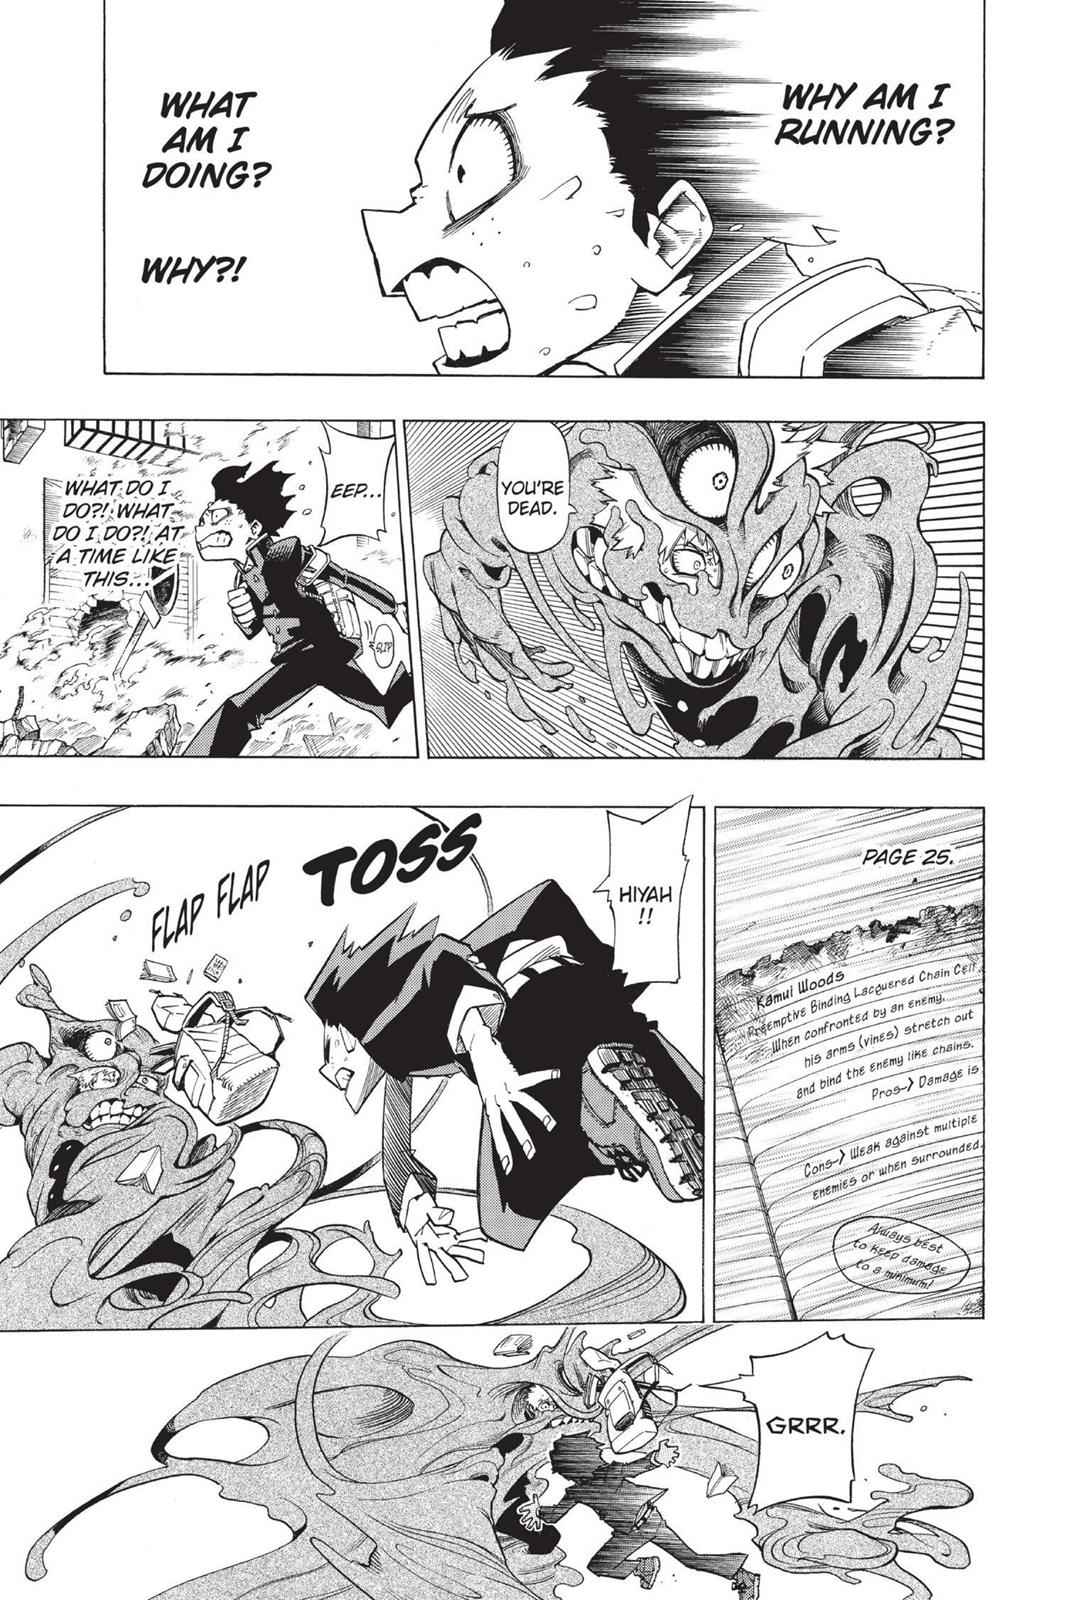 WHY AM I
RUNNING?
WHAT
AM I
DOING?
WHY?!
YOU'RE
DEAD.
EEP...
WHAT DO I
DO?! WHAT
DO I DO?! AT
A TIME LIKE
THIS...
SLIP
PAGE 25.
Kamui Woods
Preemptive Binding Lacquered Chain Cell
When confronted by an enemy,
his arms (vines) stretch out
and bind the enemy like chains.
Pros-> Damage is
Cons-> Weak against multiple
enemies or when surrounded.
Always best
to keep damage
to a minimum!
HIYAH
!!
TOSS
FLAP FLAP
GRRR.